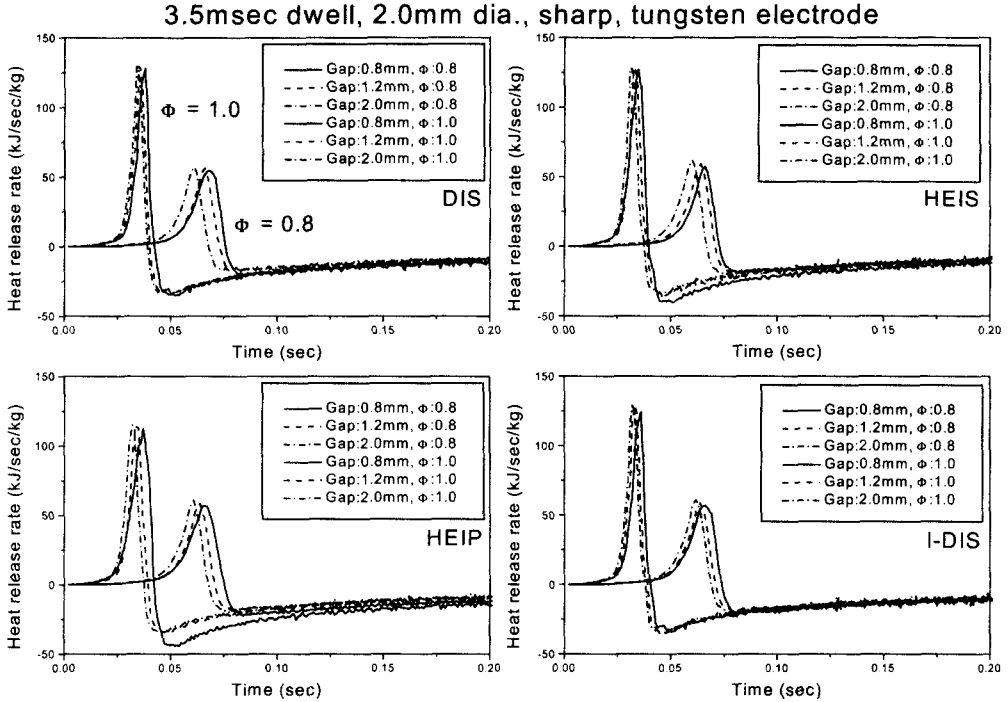 3.5msec dwell, 2.0mm dia., sharp, tungsten electrode
Heat release rate (kJ/sec/kg)
150
100
50
0
-50
0.00
0.05
0.10
0.15
0.20
Time (sec)
Gap:0.8mm, Φ:0.8
Gap:1.2mm, Φ:0.8
Gap:2.0mm, Φ:0.8
Gap:0.8mm, Φ:1.0
Gap:1.2mm, Φ:1.0
Gap:2.0mm, Φ:1.0
Φ = 1.0
Φ = 0.8
DIS
Heat release rate (kJ/sec/kg)
150
100
50
0
-50
0.00
0.05
0.10
0.15
0.20
Time (sec)
Gap:0.8mm, Φ:0.8
Gap:1.2mm, Φ:0.8
Gap:2.0mm, Φ:0.8
Gap:0.8mm, Φ:1.0
Gap:1.2mm, Φ:1.0
Gap:2.0mm, Φ:1.0
HEIS
Heat release rate (kJ/sec/kg)
150
100
50
0
-50
0.00
0.05
0.10
0.15
0.20
Time (sec)
Gap:0.8mm, Φ:0.8
Gap:1.2mm, Φ:0.8
Gap:2.0mm, Φ:0.8
Gap:0.8mm, Φ:1.0
Gap:1.2mm, Φ:1.0
Gap:2.0mm, Φ:1.0
HEIP
Heat release rate (kJ/sec/kg)
150
100
50
0
-50
0.00
0.05
0.10
0.15
0.20
Time (sec)
Gap:0.8mm, Φ:0.8
Gap:1.2mm, Φ:0.8
Gap:2.0mm, Φ:0.8
Gap:0.8mm, Φ:1.0
Gap:1.2mm, Φ:1.0
Gap:2.0mm, Φ:1.0
I-DIS